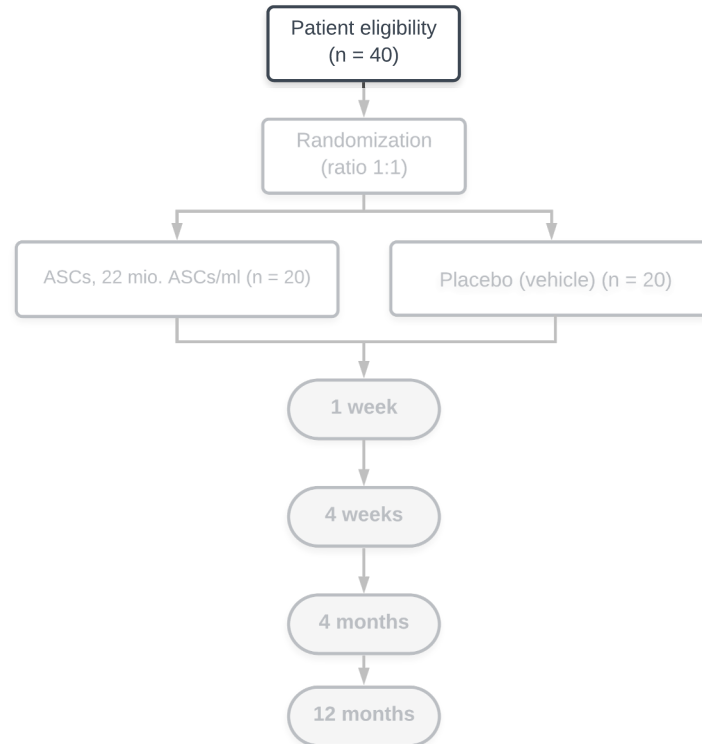 Patient eligibility
(n = 40)
Randomization
(ratio 1:1)
ASCs, 22 mio. ASCs/ml (n = 20)
Placebo (vehicle) (n = 20)
1 week
4 weeks
4 months
12 months